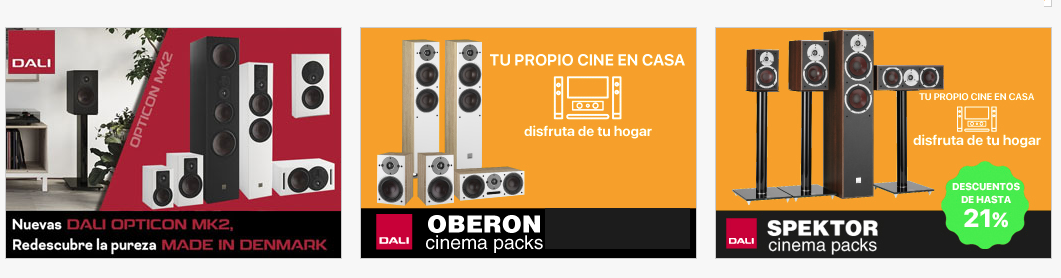 DALI
OPTICON MK2
Nuevas DALI OPTICON MK2,
Redescubre la pureza MADE IN DENMARK
TU PROPIO CINE EN CASA
disfruta de tu hogar
DALI
OBERON
cinema packs
TU PROPIO CINE EN CASA
disfruta de tu hogar
DESCUENTOS
DE HASTA
21%
DALI
SPEKTOR
cinema packs